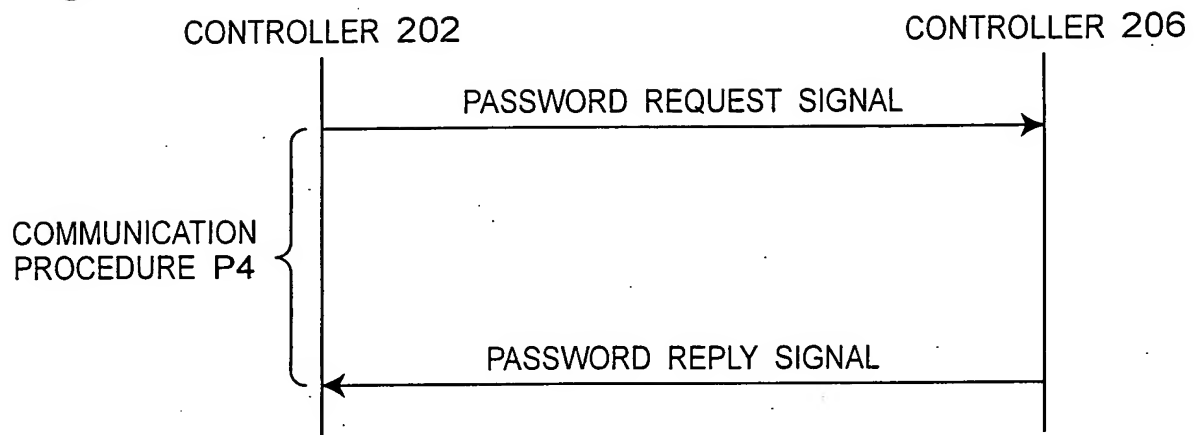 CONTROLLER 202
CONTROLLER 206
PASSWORD REQUEST SIGNAL
COMMUNICATION
PROCEDURE P4
PASSWORD REPLY SIGNAL